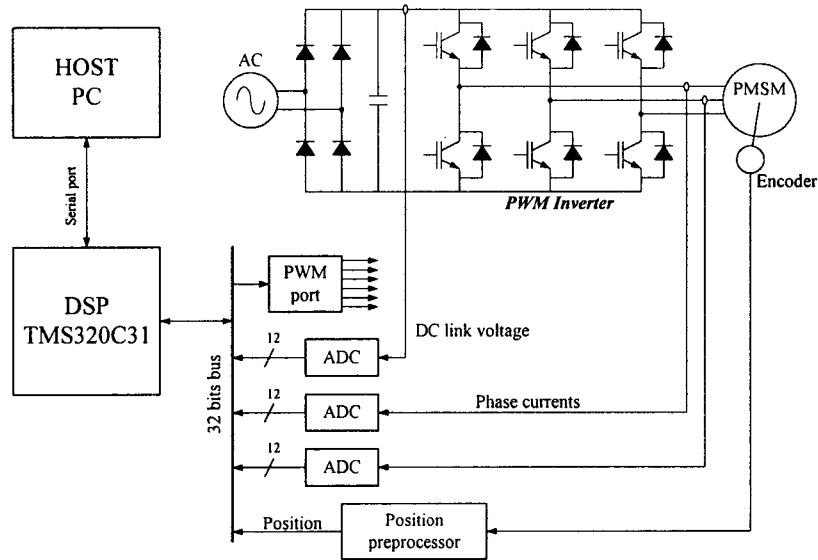 HOST
PC
AC
PMSM
Encoder
PWM Inverter
Serial port
DSP
TMS320C31
32 bits bus
PWM
port
DC link voltage
12
ADC
12
ADC
Phase currents
12
ADC
Position
Position
preprocessor